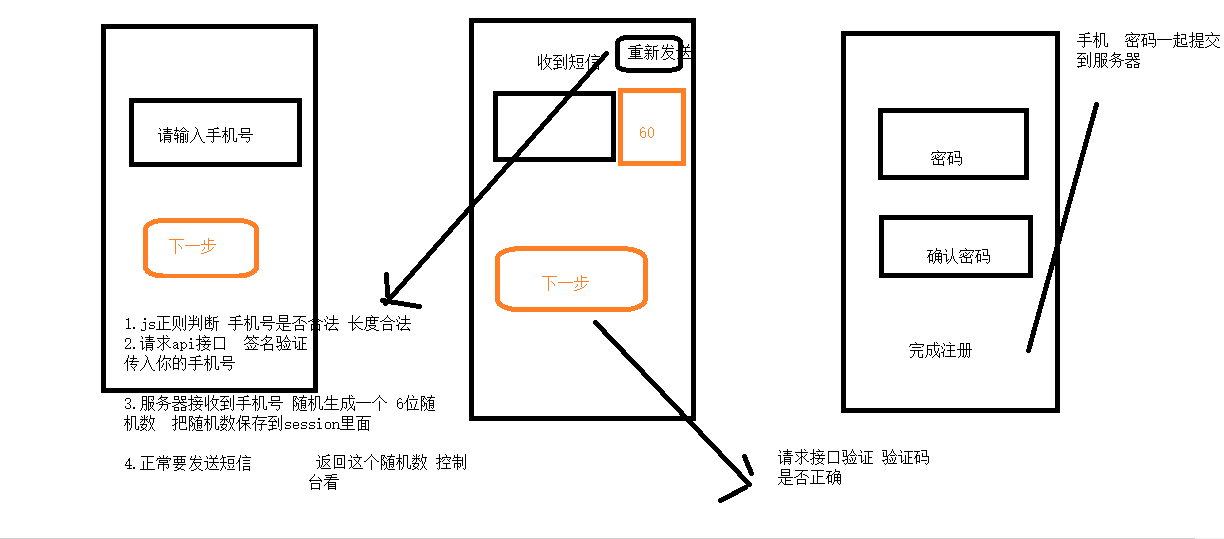 请输入手机号
下一步
1.js正则判断 手机号是否合法 长度合法
2.请求api接口 签名验证
传入你的手机号
3.服务器接收到手机号 随机生成一个 6位随
机数 把随机数保存到session里面
4.正常要发送短信
返回这个随机数 控制
台看
收到短信
重新发送
60
下一步
请求接口验证 验证码
是否正确
密码
确认密码
完成注册
手机 密码一起提交
到服务器